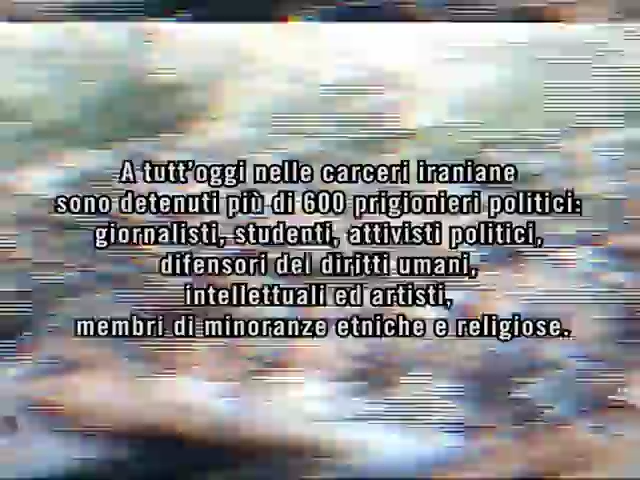 A tutt'oggi nelle carceri iraniane
sono detenuti più di 600 prigionieri politici:
giornalisti, studenti, attivisti politici,
difensori dei diritti umani,
intellettuali ed artisti,
membri di minoranze etniche e religiose.